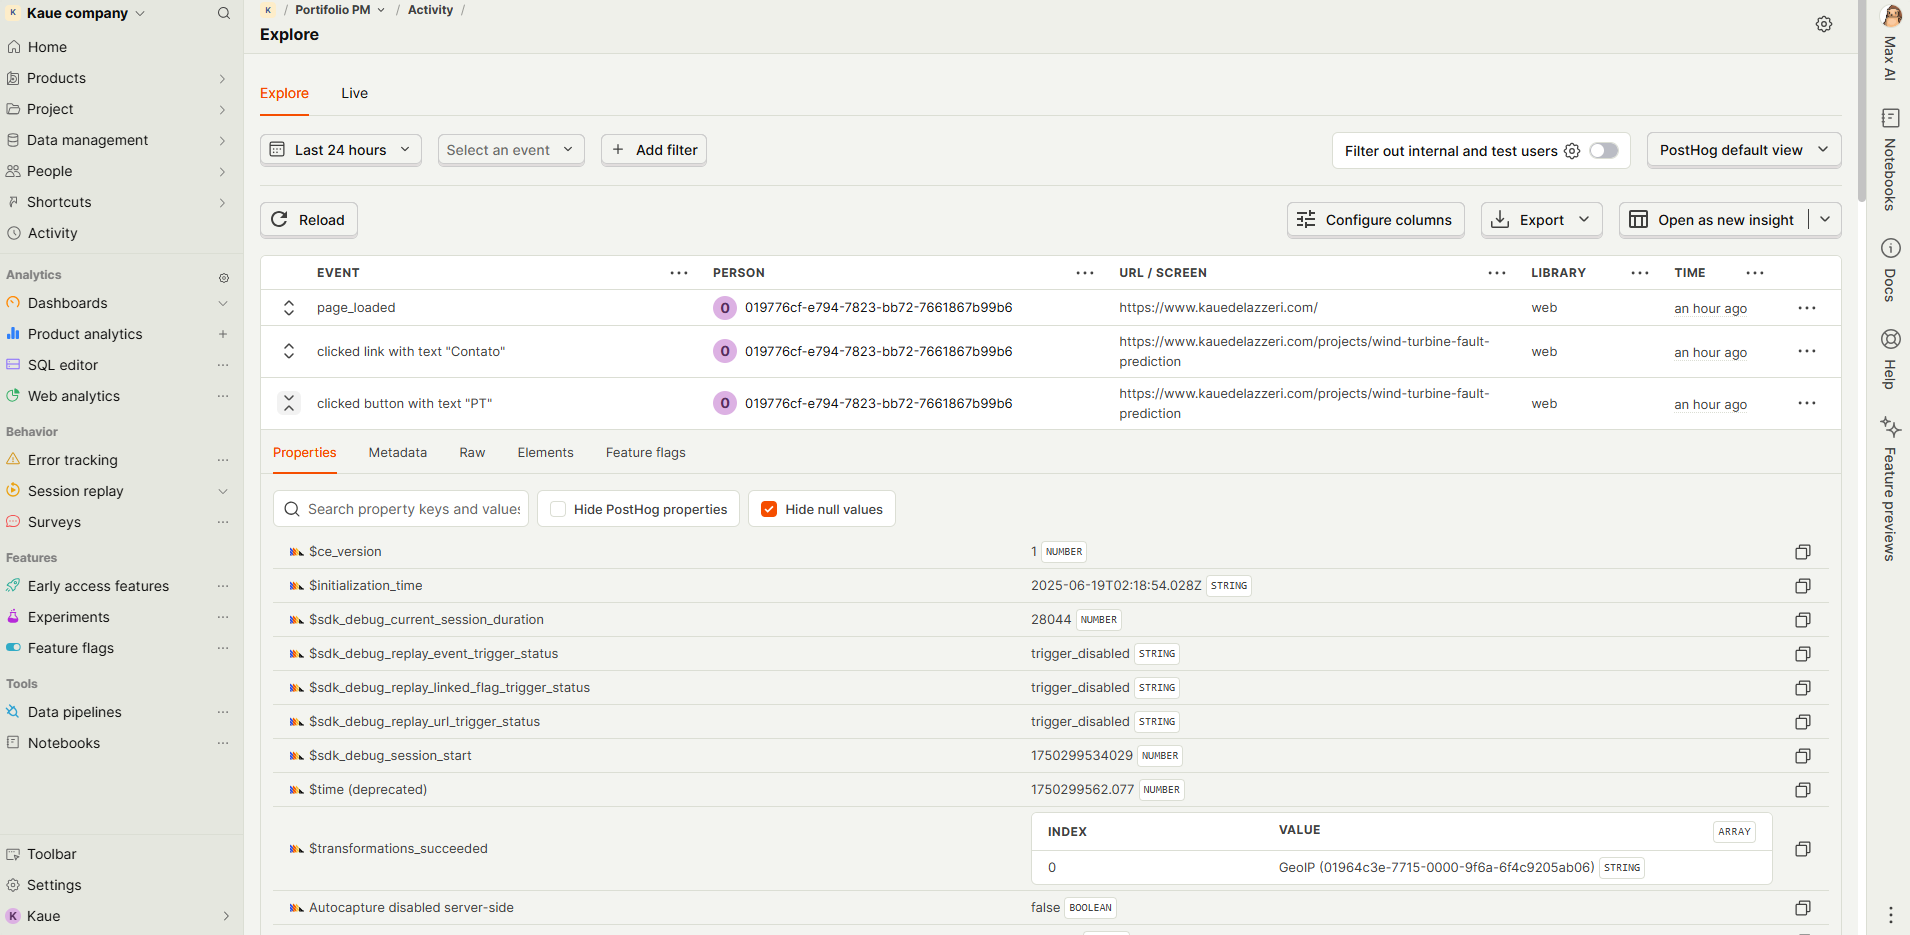 K Kaue company
Home
Products
Project
Data management
People
Shortcuts
Activity
Analytics
Dashboards
Product analytics
SQL editor
Web analytics
Behavior
Error tracking
Session replay
Surveys
Features
Early access features
Experiments
Feature flags
Tools
Data pipelines
Notebooks
Toolbar
Settings
K Kaue
K / Portifolio PM / Activity /
Explore
Explore Live
Last 24 hours Select an event Add filter Filter out internal and test users PostHog default view
Reload Configure columns Export Open as new insight
EVENT PERSON URL / SCREEN LIBRARY TIME
page_loaded 0 019776cf-e794-7823-bb72-7661867b99b6 https://www.kauedelazzeri.com/ web an hour ago
clicked link with text "Contato" 0 019776cf-e794-7823-bb72-7661867b99b6 https://www.kauedelazzeri.com/projects/wind-turbine-fault- web an hour ago
prediction
clicked button with text "PT" 0 019776cf-e794-7823-bb72-7661867b99b6 https://www.kauedelazzeri.com/projects/wind-turbine-fault- web an hour ago
prediction
Properties Metadata Raw Elements Feature flags
Search property keys and values Hide PostHog properties Hide null values
$ce_version 1 NUMBER
$initialization_time 2025-06-19T02:18:54.028Z STRING
$sdk_debug_current_session_duration 28044 NUMBER
$sdk_debug_replay_event_trigger_status trigger_disabled STRING
$sdk_debug_replay_linked_flag_trigger_status trigger_disabled STRING
$sdk_debug_replay_url_trigger_status trigger_disabled STRING
$sdk_debug_session_start 1750299534029 NUMBER
$time (deprecated) 1750299562.077 NUMBER
INDEX VALUE ARRAY
$transformations_succeeded
0 GeoIP (01964c3e-7715-0000-9f6a-6f4c9205ab06) STRING
Autocapture disabled server-side false BOOLEAN
Max AI
Notebooks
Docs
Help
Feature previews